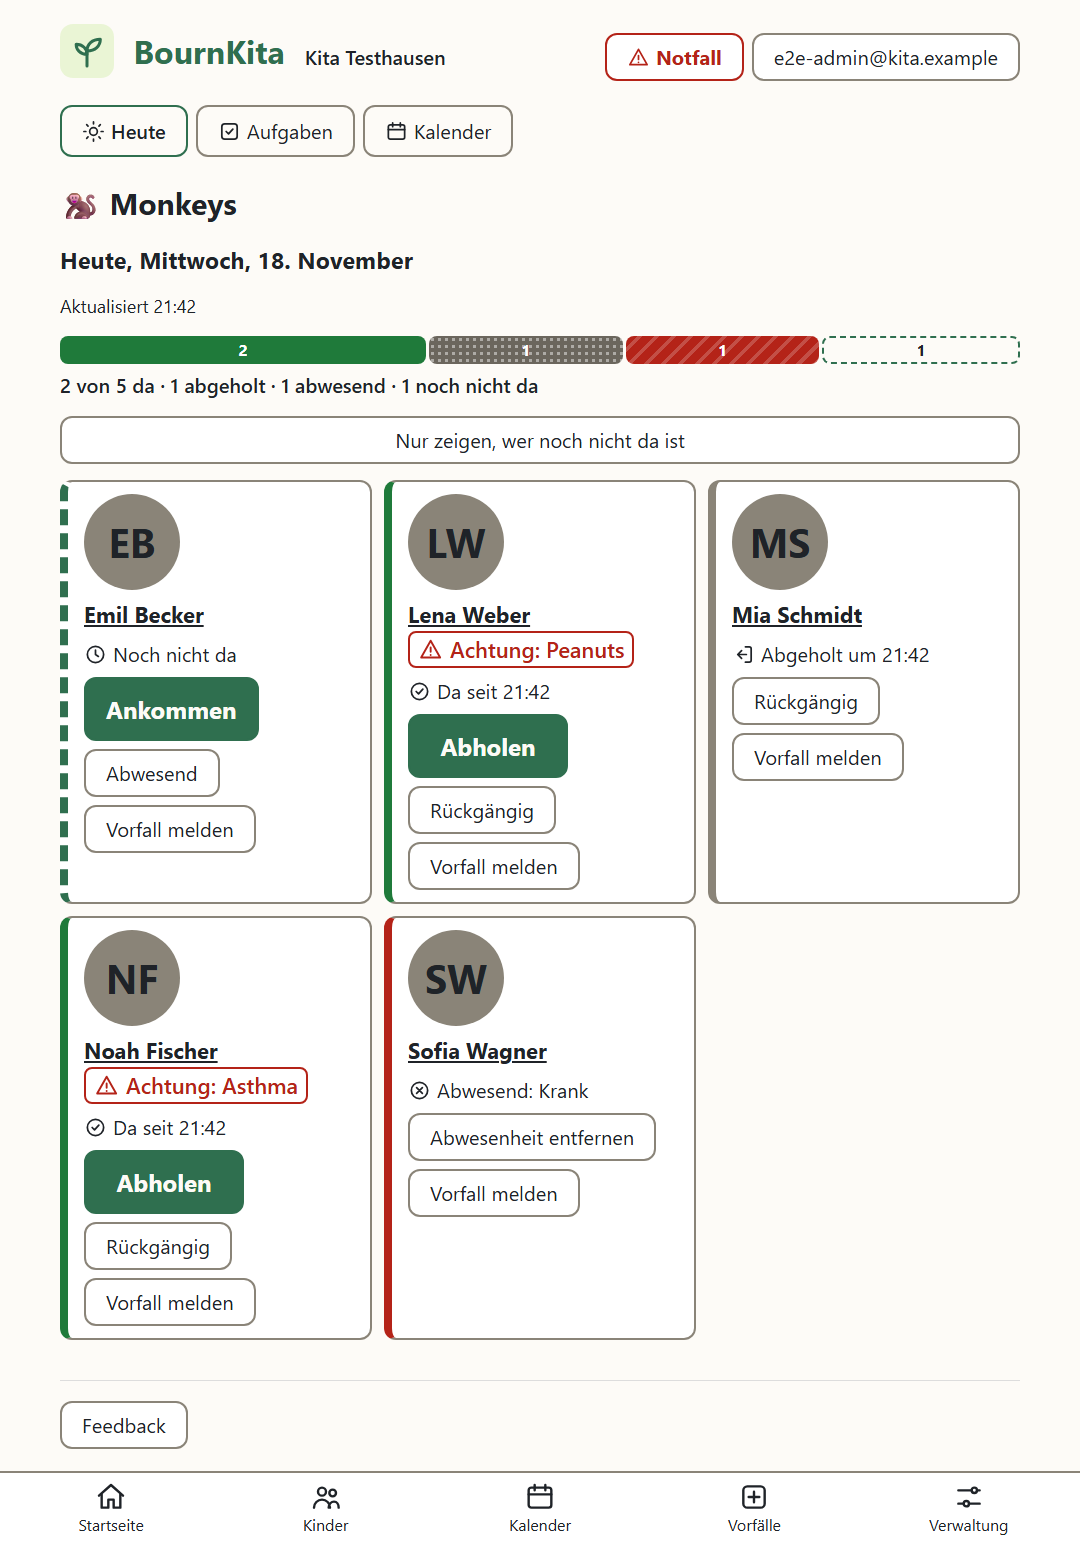 BournKita Kita Testhausen Notfall e2e-admin@kita.example
Heute Aufgaben Kalender
Monkeys
Heute, Mittwoch, 18. November
Aktualisiert 21:42
2 1 1 1
2 von 5 da · 1 abgeholt · 1 abwesend · 1 noch nicht da
Nur zeigen, wer noch nicht da ist
EB
Emil Becker
Noch nicht da
Ankommen
Abwesend
Vorfall melden
LW
Lena Weber
Achtung: Peanuts
Da seit 21:42
Abholen
Rückgängig
Vorfall melden
MS
Mia Schmidt
Abgeholt um 21:42
Rückgängig
Vorfall melden
NF
Noah Fischer
Achtung: Asthma
Da seit 21:42
Abholen
Rückgängig
Vorfall melden
SW
Sofia Wagner
Abwesend: Krank
Abwesenheit entfernen
Vorfall melden
Feedback
Startseite Kinder Kalender Vorfälle Verwaltung